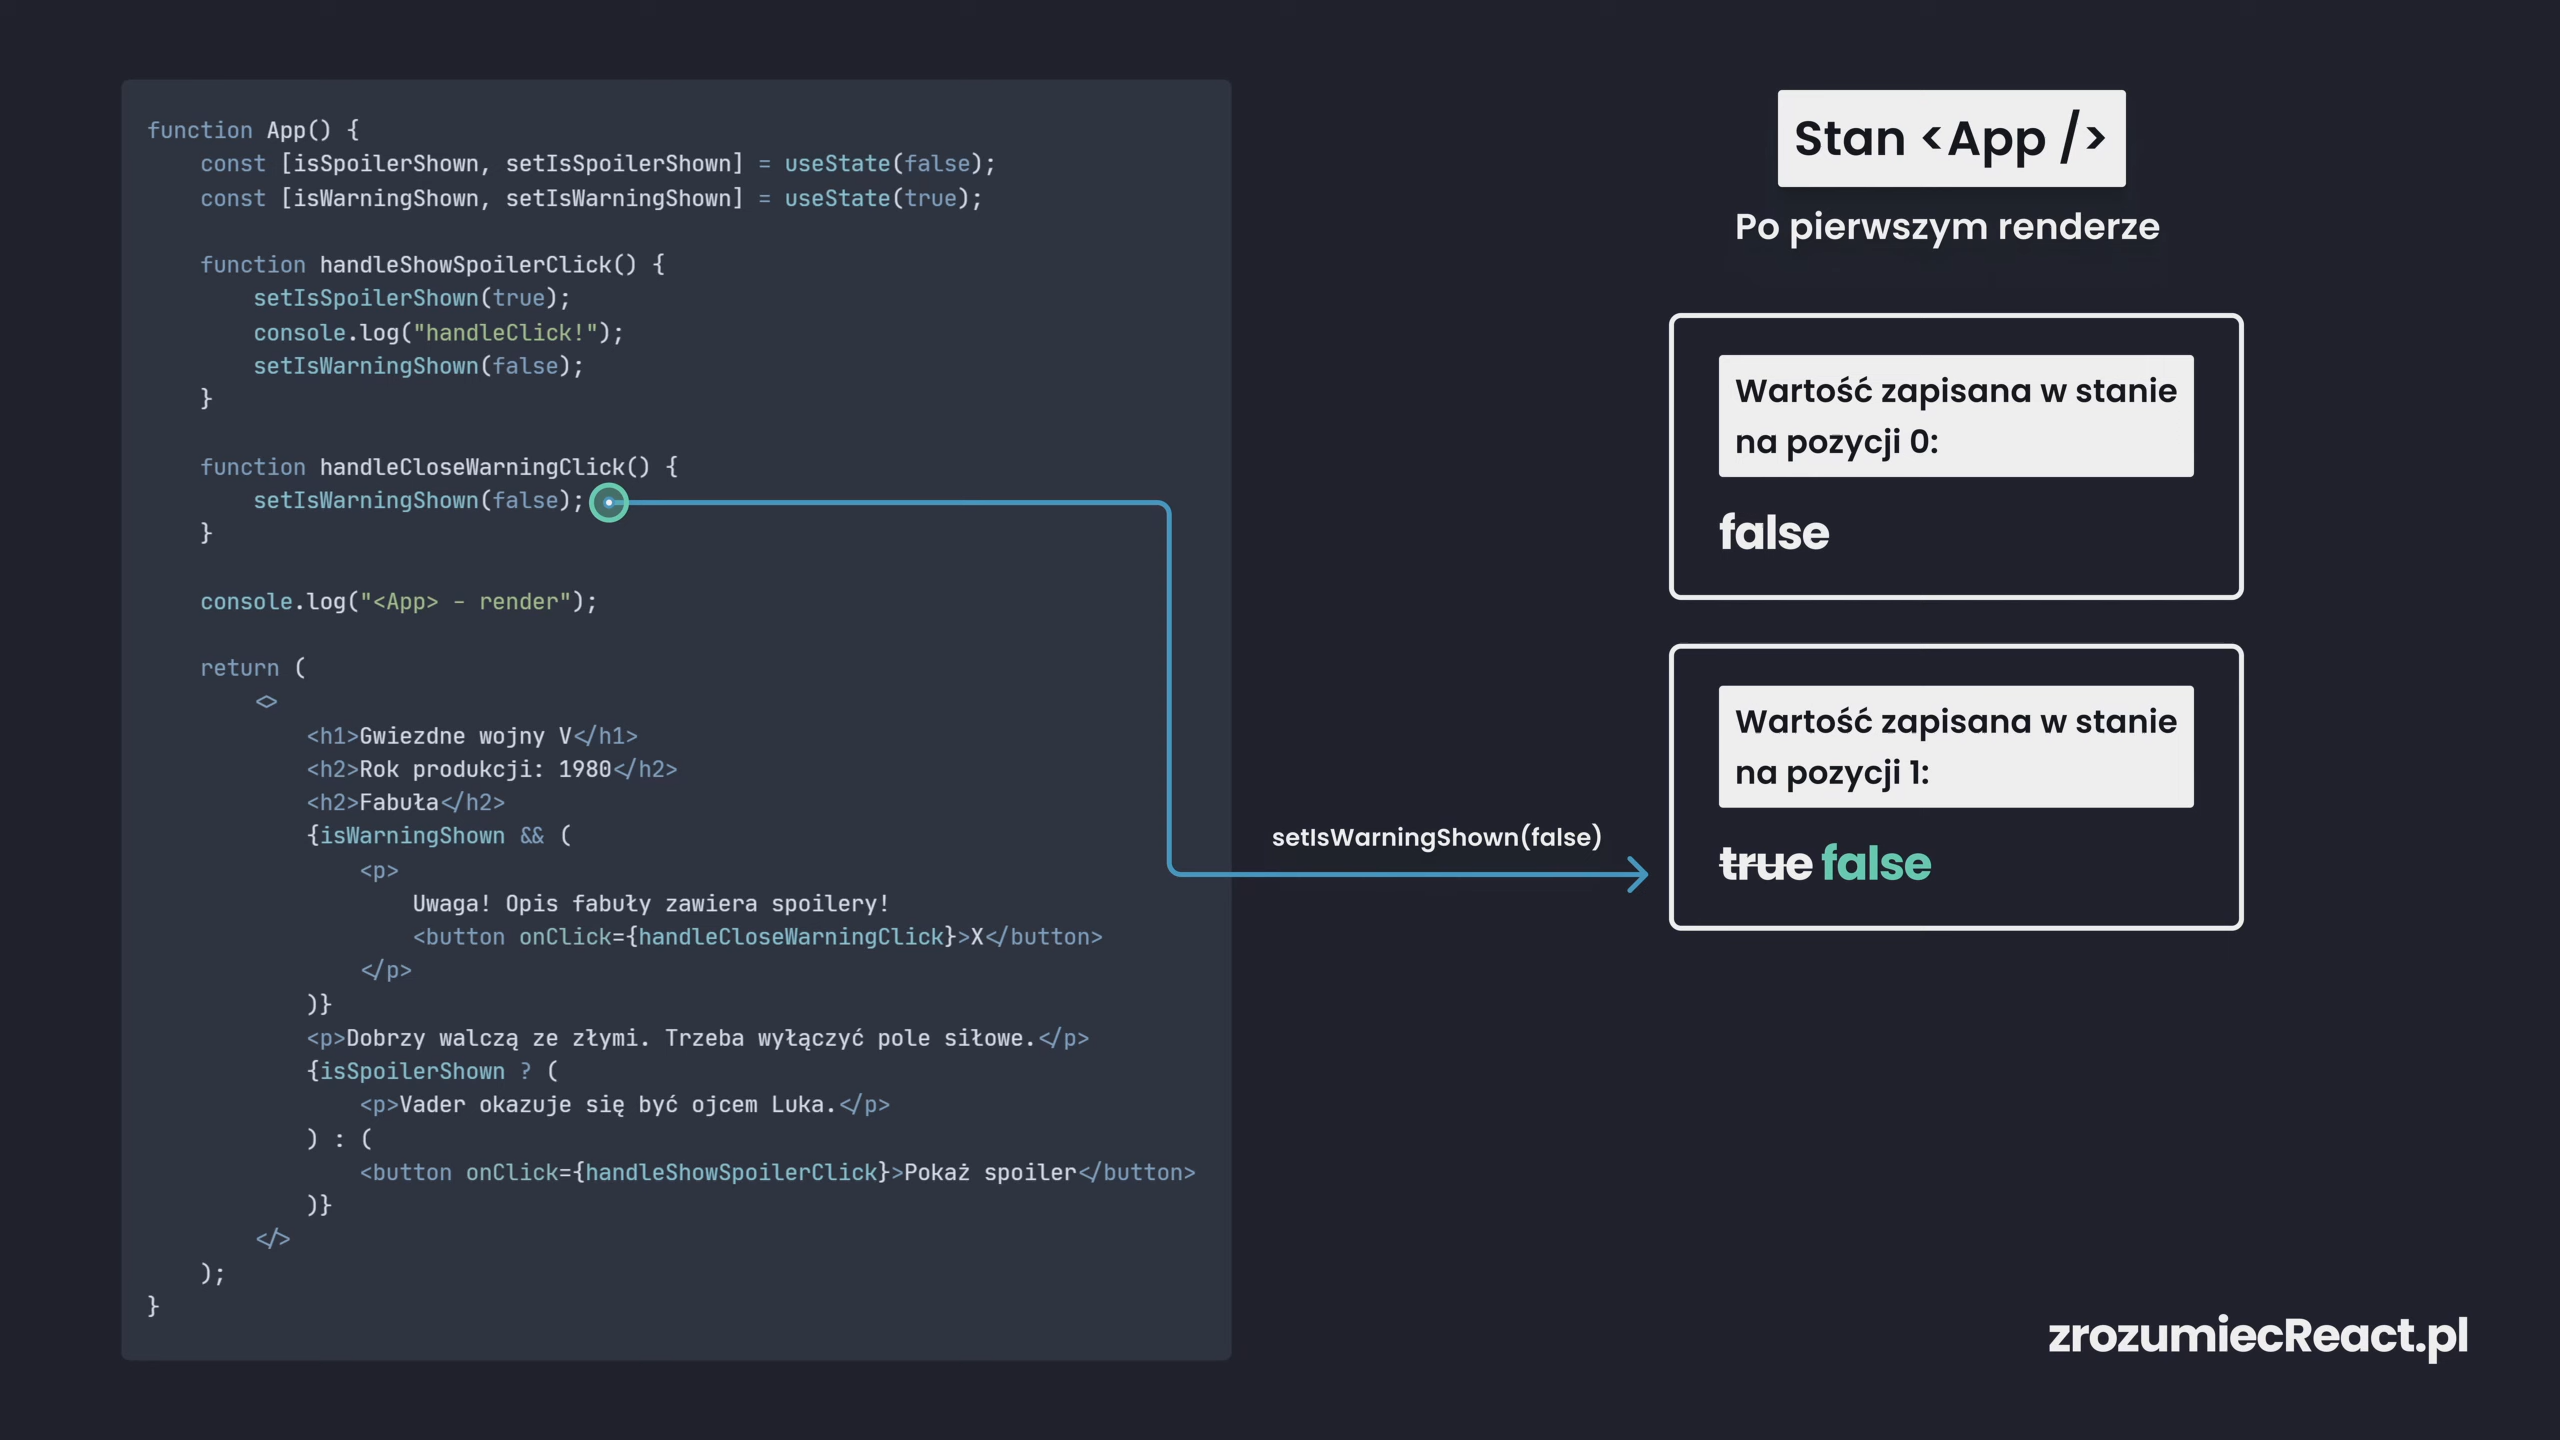 function App() {
    const [isSpoilerShown, setIsSpoilerShown] = useState(false);
    const [isWarningShown, setIsWarningShown] = useState(true);

    function handleShowSpoilerClick() {
        setIsSpoilerShown(true);
        console.log("handleClick!");
        setIsWarningShown(false);
    }

    function handleCloseWarningClick() {
        setIsWarningShown(false);
    }

    console.log("<App> - render");

    return (
        <>
            <h1>Gwiezdne wojny V</h1>
            <h2>Rok produkcji: 1980</h2>
            <h2>Fabuła</h2>
            {isWarningShown && (
                <p>
                    Uwaga! Opis fabuły zawiera spoilery!
                    <button onClick={handleCloseWarningClick}>X</button>
                </p>
            )}
            <p>Dobrzy walczą ze złymi. Trzeba wyłączyć pole siłowe.</p>
            {isSpoilerShown ? (
                <p>Vader okazuje się być ojcem Luka.</p>
            ) : (
                <button onClick={handleShowSpoilerClick}>Pokaż spoiler</button>
            )}
        </>
    );
}
setIsWarningShown(false)
Stan <App />
Po pierwszym renderze
Wartość zapisana w stanie
na pozycji 0:
false
Wartość zapisana w stanie
na pozycji 1:
true false
zrozumiecReact.pl